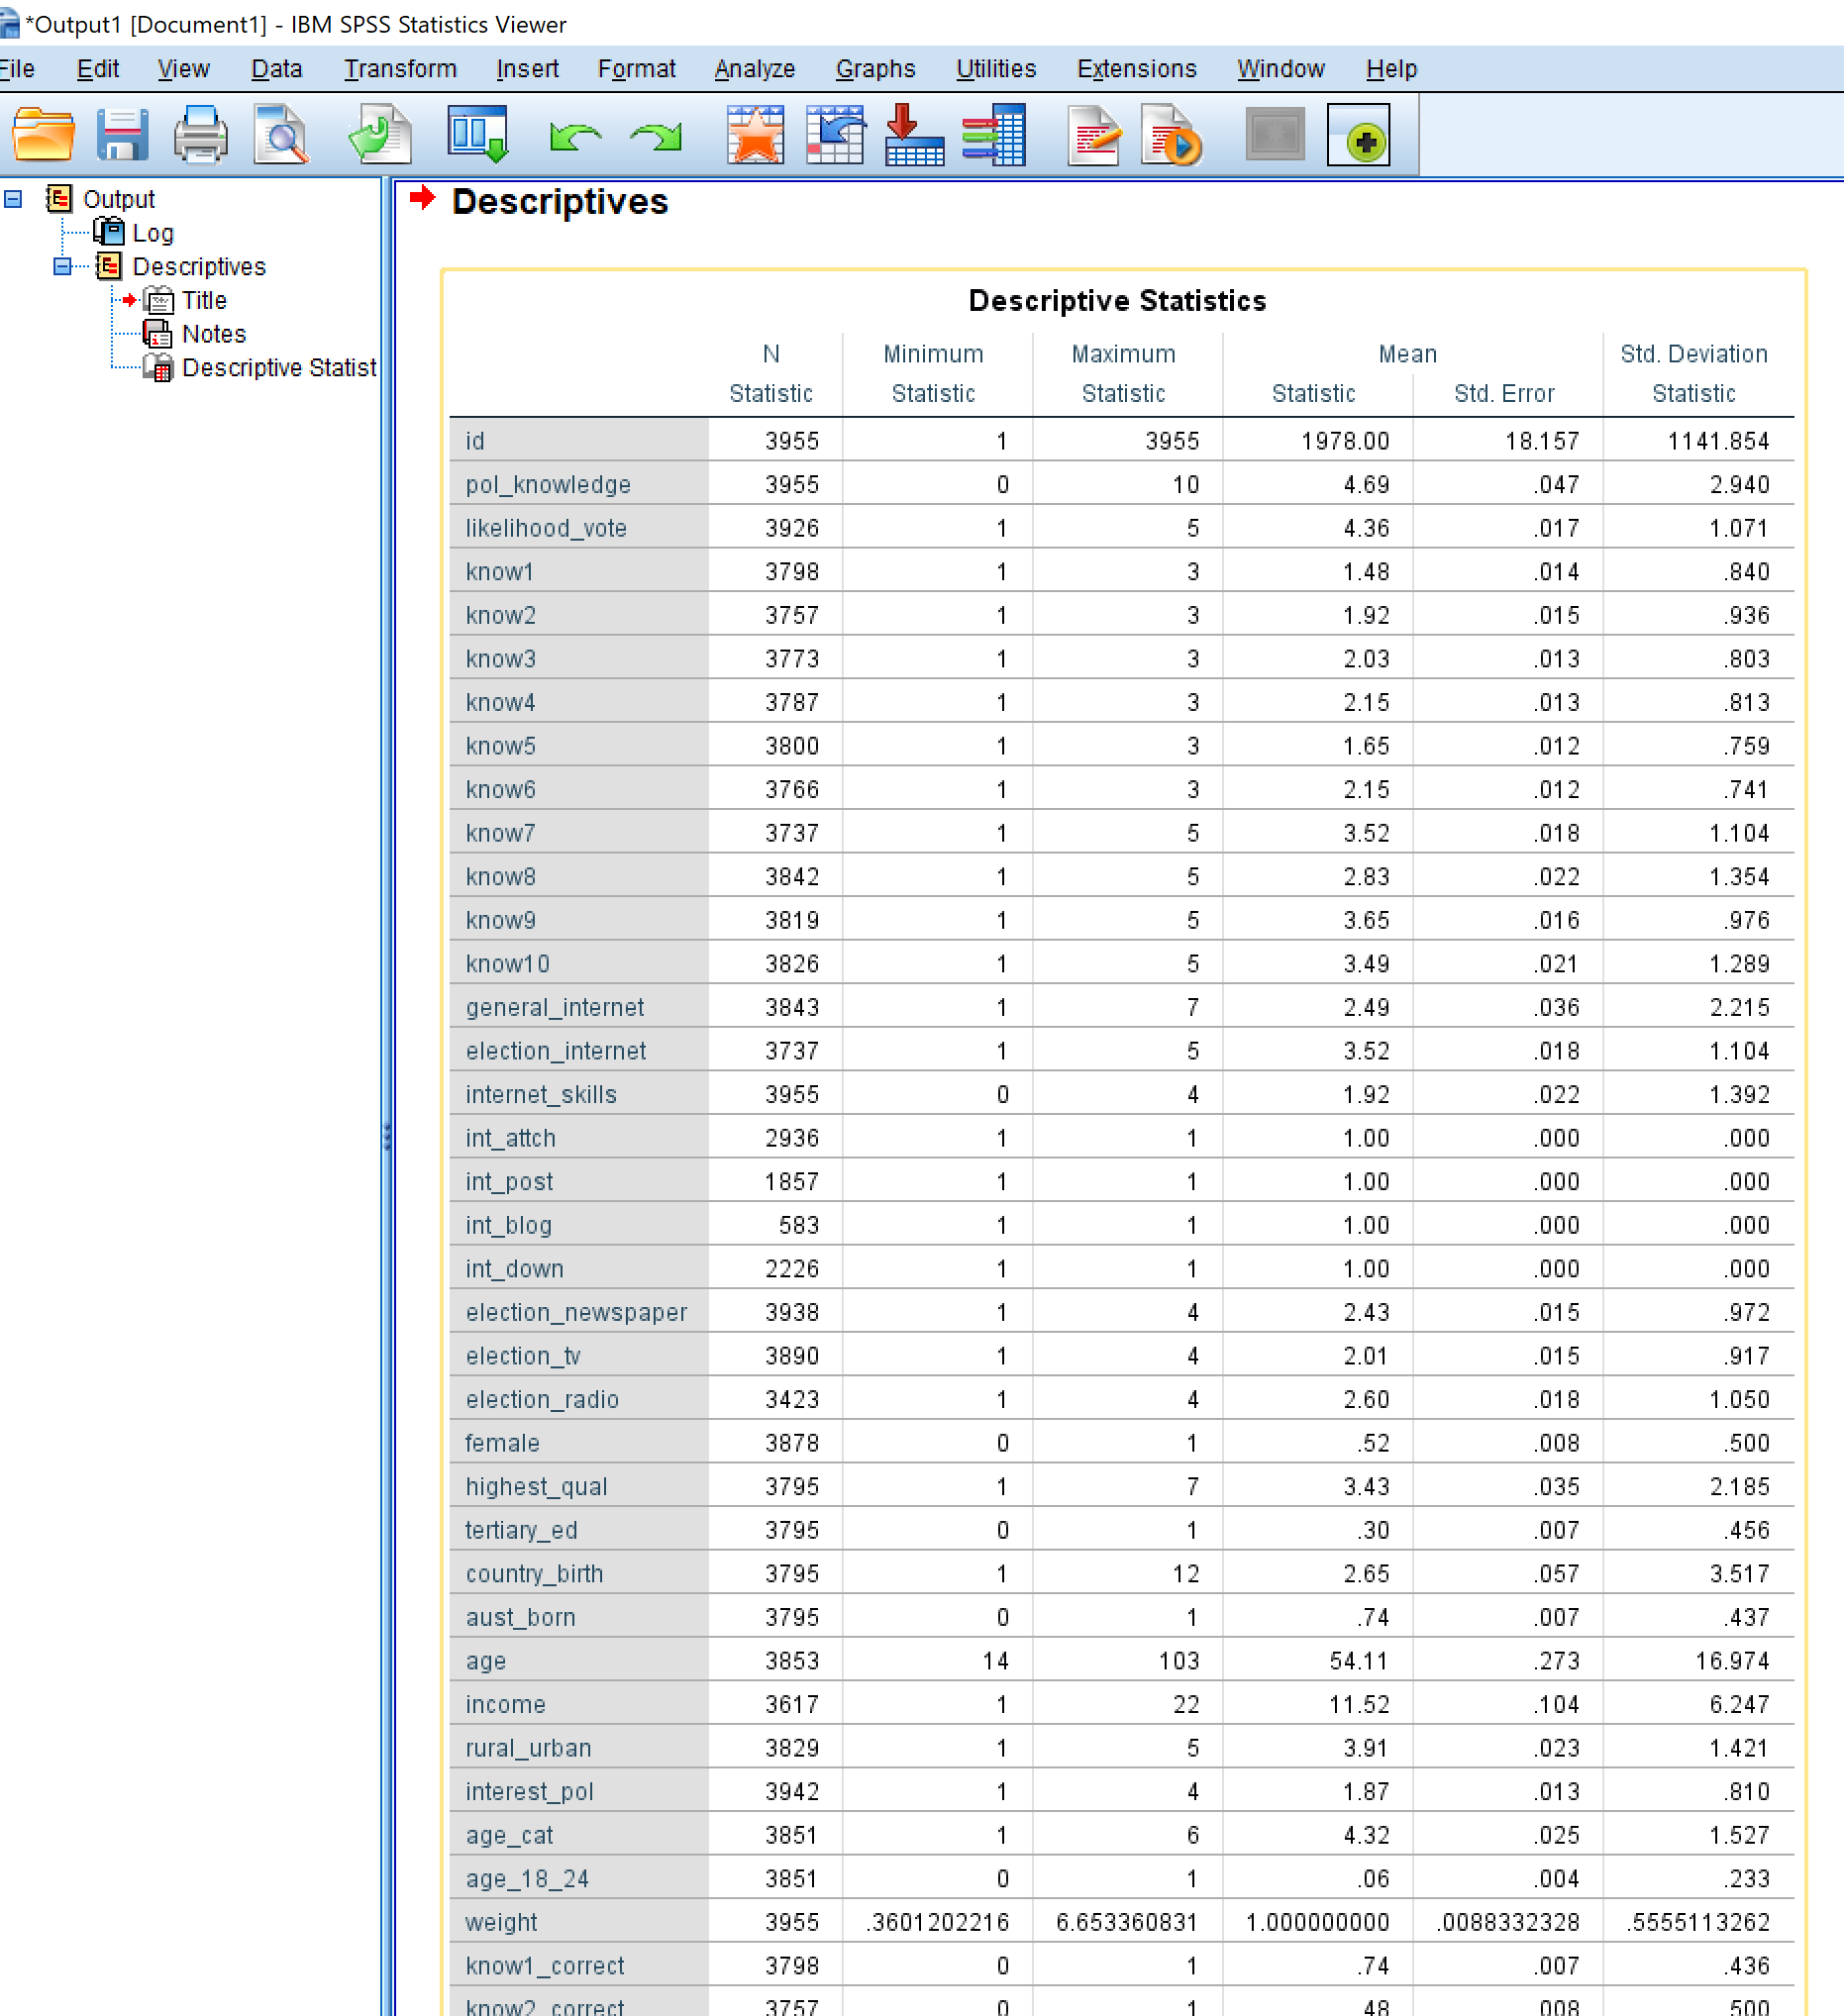 *Output1 [Document1] - IBM SPSS Statistics Viewer
File Edit View Data Transform Insert Format Analyze Graphs Utilities Extensions Window Help
Output
Log
Descriptives
Title
Notes
Descriptive Statist
Descriptives
Descriptive Statistics
N Minimum Maximum Mean Std. Deviation
Statistic Statistic Statistic Statistic Std. Error Statistic
id 3955 1 3955 1978.00 18.157 1141.854
pol_knowledge 3955 0 10 4.69 .047 2.940
likelihood_vote 3926 1 5 4.36 .017 1.071
know1 3798 1 3 1.48 .014 .840
know2 3757 1 3 1.92 .015 .936
know3 3773 1 3 2.03 .013 .803
know4 3787 1 3 2.15 .013 .813
know5 3800 1 3 1.65 .012 .759
know6 3766 1 3 2.15 .012 .741
know7 3737 1 5 3.52 .018 1.104
know8 3842 1 5 2.83 .022 1.354
know9 3819 1 5 3.65 .016 .976
know10 3826 1 5 3.49 .021 1.289
general_internet 3843 1 7 2.49 .036 2.215
election_internet 3737 1 5 3.52 .018 1.104
internet_skills 3955 0 4 1.92 .022 1.392
int_attch 2936 1 1 1.00 .000 .000
int_post 1857 1 1 1.00 .000 .000
int_blog 583 1 1 1.00 .000 .000
int_down 2226 1 1 1.00 .000 .000
election_newspaper 3938 1 4 2.43 .015 .972
election_tv 3890 1 4 2.01 .015 .917
election_radio 3423 1 4 2.60 .018 1.050
female 3878 0 1 .52 .008 .500
highest_qual 3795 1 7 3.43 .035 2.185
tertiary_ed 3795 0 1 .30 .007 .456
country_birth 3795 1 12 2.65 .057 3.517
aust_born 3795 0 1 .74 .007 .437
age 3853 14 103 54.11 .273 16.974
income 3617 1 22 11.52 .104 6.247
rural_urban 3829 1 5 3.91 .023 1.421
interest_pol 3942 1 4 1.87 .013 .810
age_cat 3851 1 6 4.32 .025 1.527
age_18_24 3851 0 1 .06 .004 .233
weight 3955 .3601202216 6.653360831 1.000000000 .0088332328 .5555113262
know1_correct 3798 0 1 .74 .007 .436
know2_correct 3757 0 1 .48 .008 .500